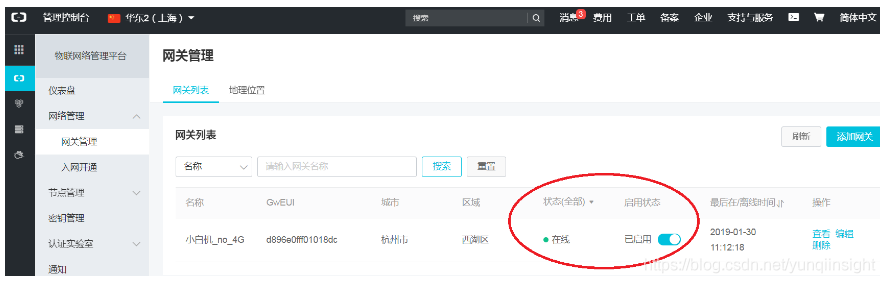 管理控制台 华东2（上海） 搜索 消息 3 费用 工单 备案 企业 支持与服务 简体中文
物联网络管理平台
仪表盘
网络管理
网关管理
入网开通
节点管理
密钥管理
认证实验室
通知
网关管理
网关列表 地理位置
网关列表 刷新 添加网关
名称 请输入网关名称 搜索 重置
名称 GwEUI 城市 区域 状态(全部) 启用状态 最后在/离线时间 操作
小白机_no_4G d896e0fff01018dc 杭州市 西湖区 在线 已启用 2019-01-30 查看 编辑
11:12:18 删除
https://blog.csdn.net/yunqiinsight